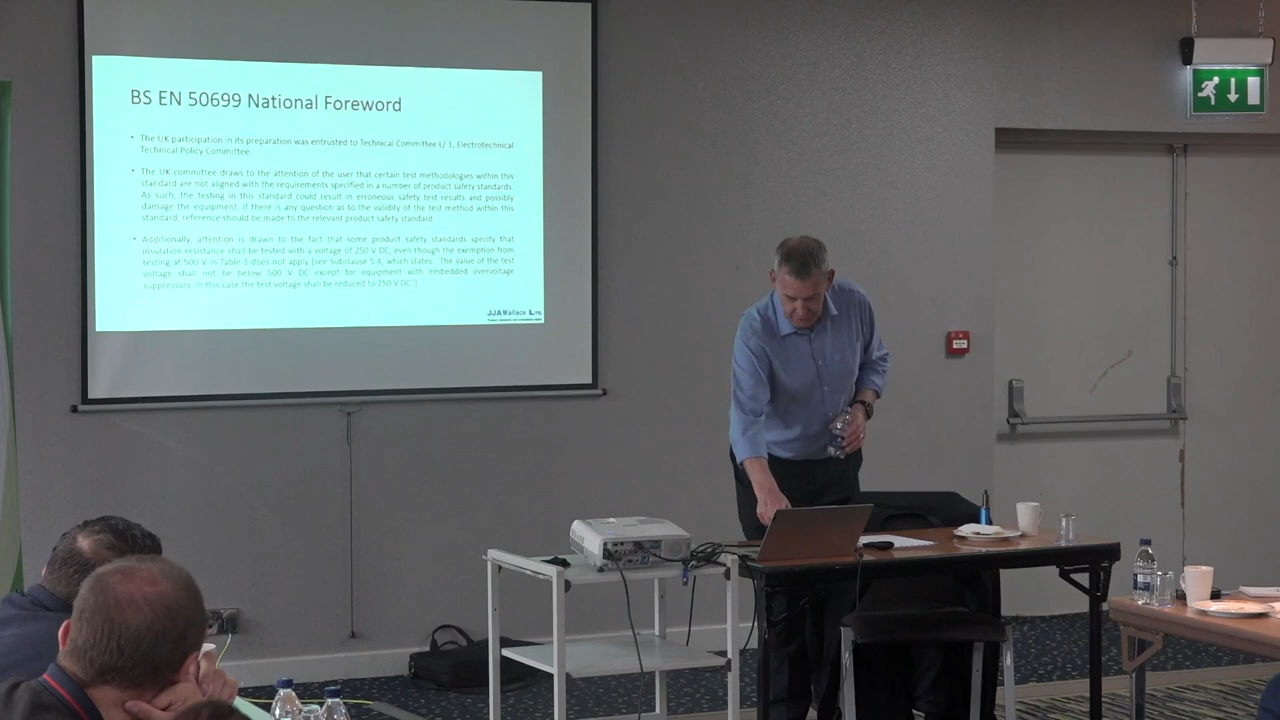 BS EN 50699 National Foreword
• The UK participation in its preparation was entrusted to Technical Committee L/ 1, Electrotechnical
Technical Policy Committee.
• The UK committee draws to the attention of the user that certain test methodologies within this
standard are not aligned with the requirements specified in a number of product safety standards.
As such, the testing in this standard could result in erroneous safety test results and possibly
damage the equipment. If there is any question as to the validity of the test method within this
standard, reference should be made to the relevant product safety standard.
• Additionally, attention is drawn to the fact that some product safety standards specify that
insulation resistance shall be tested with a voltage of 250 V DC, even though the exemption from
testing at 500 V in Table 1 does not apply [see Subclause 5.4, which states: "The value of the test
voltage shall not be below 500 V DC except for equipment with embedded overvoltage
suppressors, in this case the test voltage shall be reduced to 250 V DC"].
JJAWallace LTD.